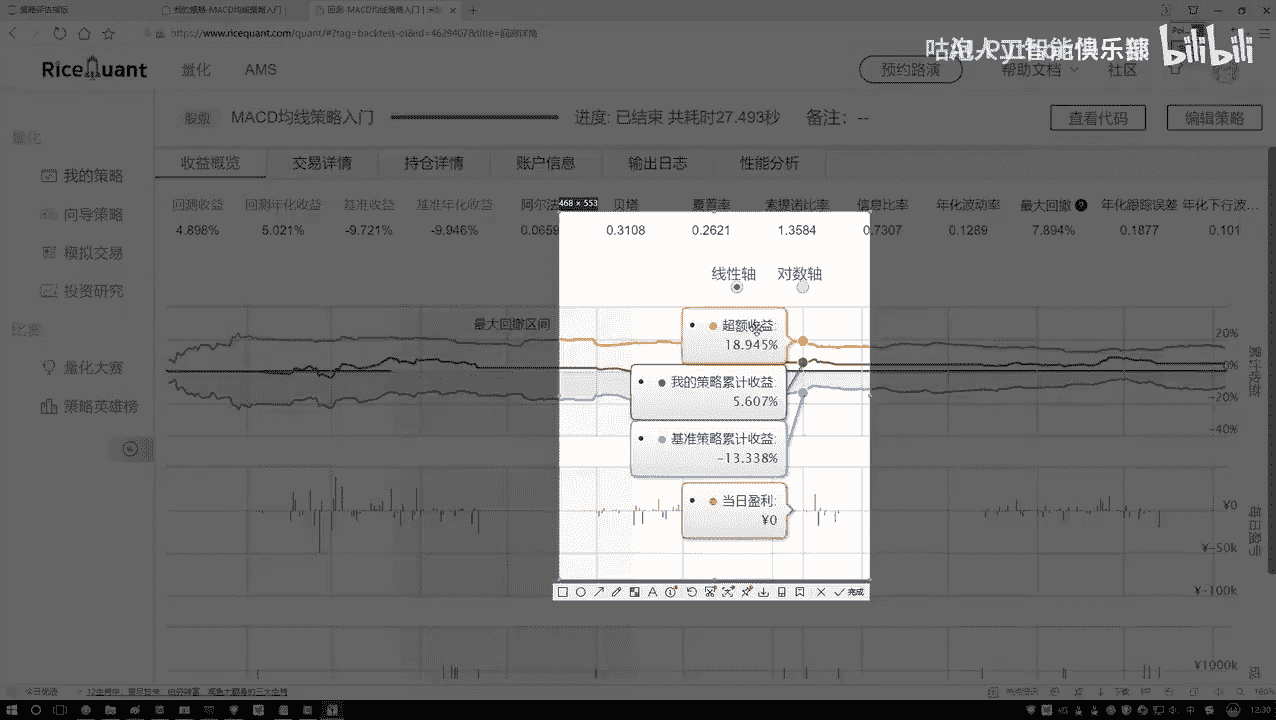 策略评估指标
我的策略-MACD均线策略入门
回测-MACD均线策略入门
https://www.ricequant.com/quant/#?tag=backtest-ol&id=4629407&title=回测详情
咕泡人工智能俱乐部
bilibili
RiceQuant
量化
AMS
预约路演
帮助文档
社区
股票
MACD均线策略入门
进度: 已结束 共耗时27.493秒
备注: --
查看代码
编辑策略
量化
我的策略
向导策略
模拟交易
投资研究
比赛
量化大赛
策略英雄榜
收益概览
交易详情
持仓详情
账户信息
输出日志
性能分析
回测收益 回测年化收益 基准收益 基准年化收益 阿尔法 贝塔 夏普率 索提诺比率 信息比率 年化波动率 最大回撤 年化跟踪误差 年化下行波...
4.898% 5.021% -9.721% -9.946% 0.0659 0.3108 0.2621 1.3584 0.7307 0.1289 7.894% 0.1877 0.101
468 × 553
线性轴 对数轴
最大回撤区间
超额收益:
18.945%
我的策略累计收益:
5.607%
基准策略累计收益:
-13.338%
当日盈利:
¥0
20%
0%
-20%
-40%
累计收益
¥0
¥-50k
¥-100k
每日盈亏
¥1000k
完成
今日优选
热点资讯
下载
160%
中
12:30